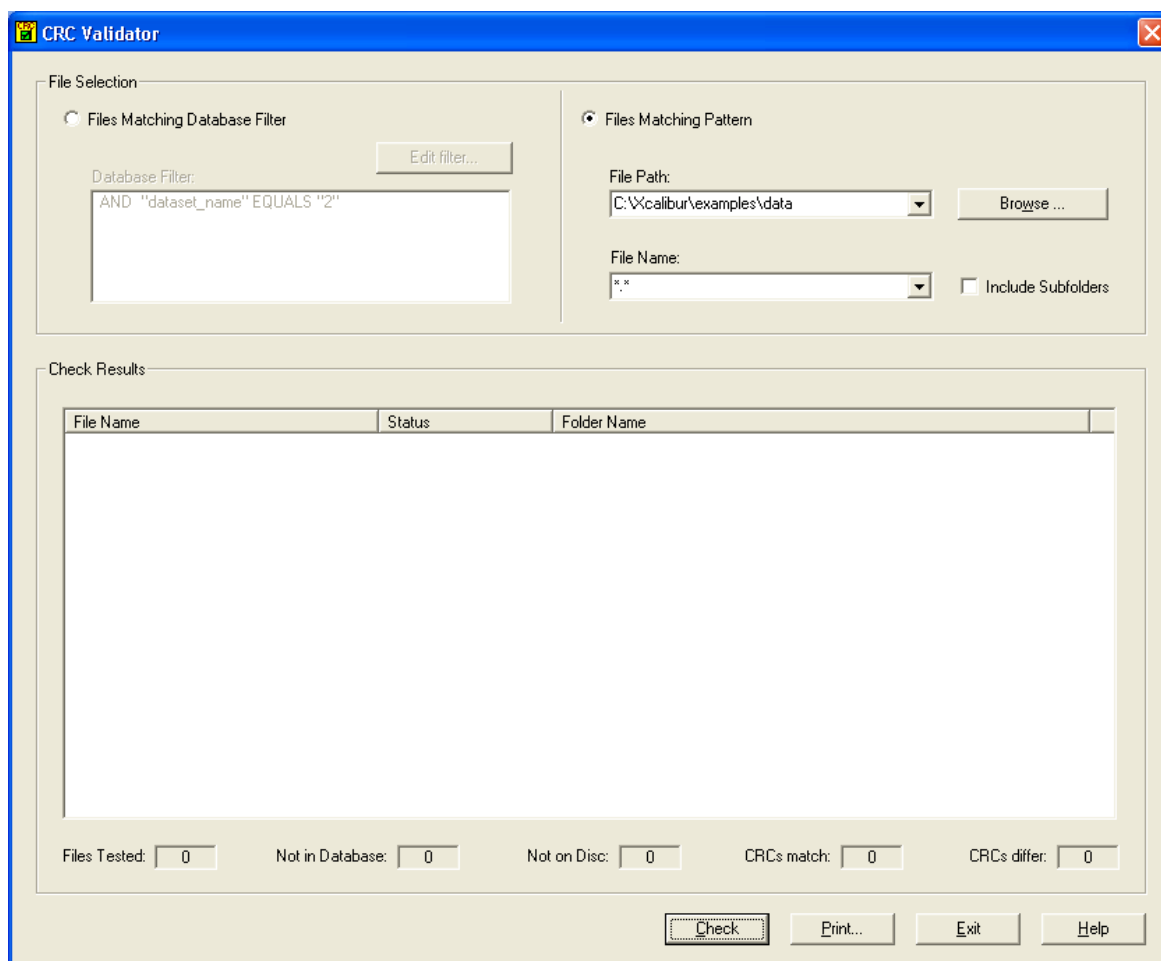 CRC Validator
File Selection
Files Matching Database Filter
Files Matching Pattern
Edit filter...
Database Filter:
File Path:
AND "dataset_name" EQUALS "2"
C:\Xcalibur\examples\data
Browse ...
File Name:
*.*
Include Subfolders
Check Results
File Name Status Folder Name
Files Tested: 0 Not in Database: 0 Not on Disc: 0 CRCs match: 0 CRCs differ: 0
Check Print... Exit Help